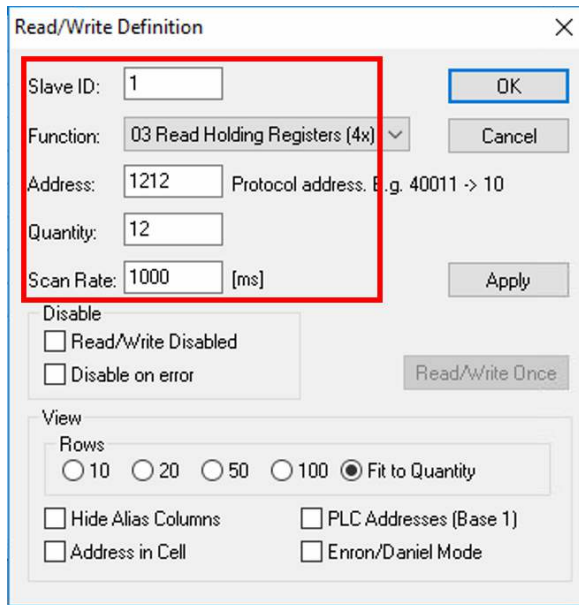 Read/Write Definition
Slave ID: 1 OK
Function: 03 Read Holding Registers (4x) Cancel
Address: 1212 Protocol address. E.g. 40011 -> 10
Quantity: 12
Scan Rate: 1000 [ms] Apply
Disable
Read/Write Disabled
Disable on error
Read/Write Once
View
Rows
10 20 50 100 Fit to Quantity
Hide Alias Columns PLC Addresses (Base 1)
Address in Cell Enron/Daniel Mode